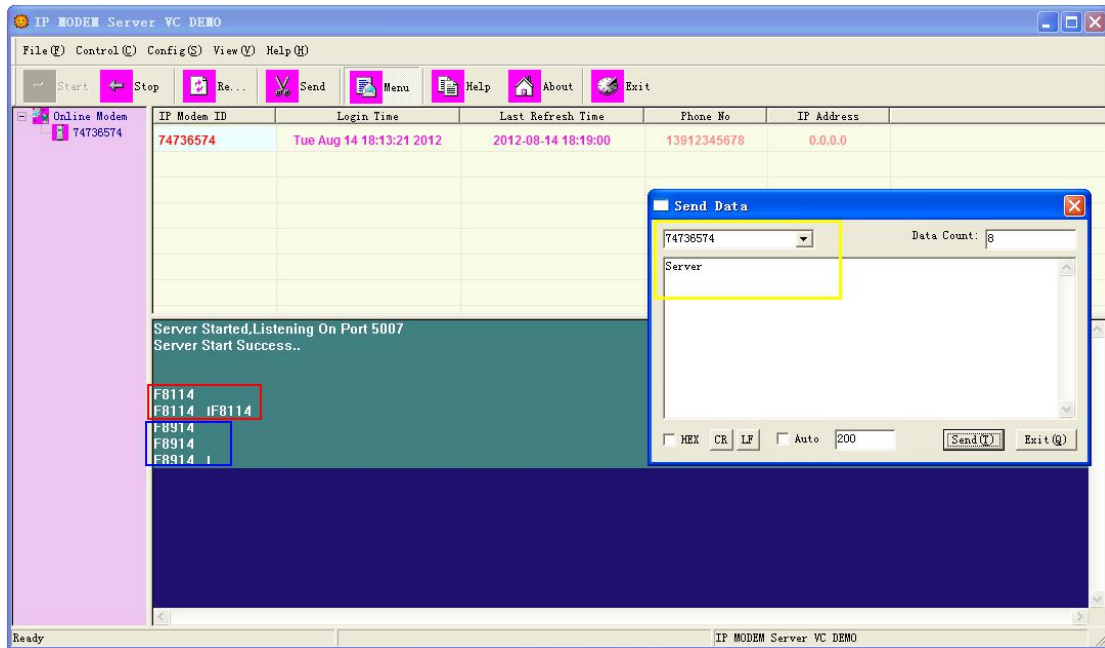 IP MODEM Server VC DEMO
File(F) Control(C) Config(S) View(V) Help(H)
Start Stop Re... Send Menu Help About Exit
Online Modem
74736574
IP Modem ID Login Time Last Refresh Time Phone No IP Address
74736574 Tue Aug 14 18:13:21 2012 2012-08-14 18:19:00 13912345678 0.0.0.0
Send Data
74736574 Data Count: 8
Server
HEX CR LF Auto 200 Send(T) Exit(Q)
Server Started,Listening On Port 5007
Server Start Success..
F8114
F8114 IF8114
F8914
F8914
F8914 I
Ready IP MODEM Server VC DEMO